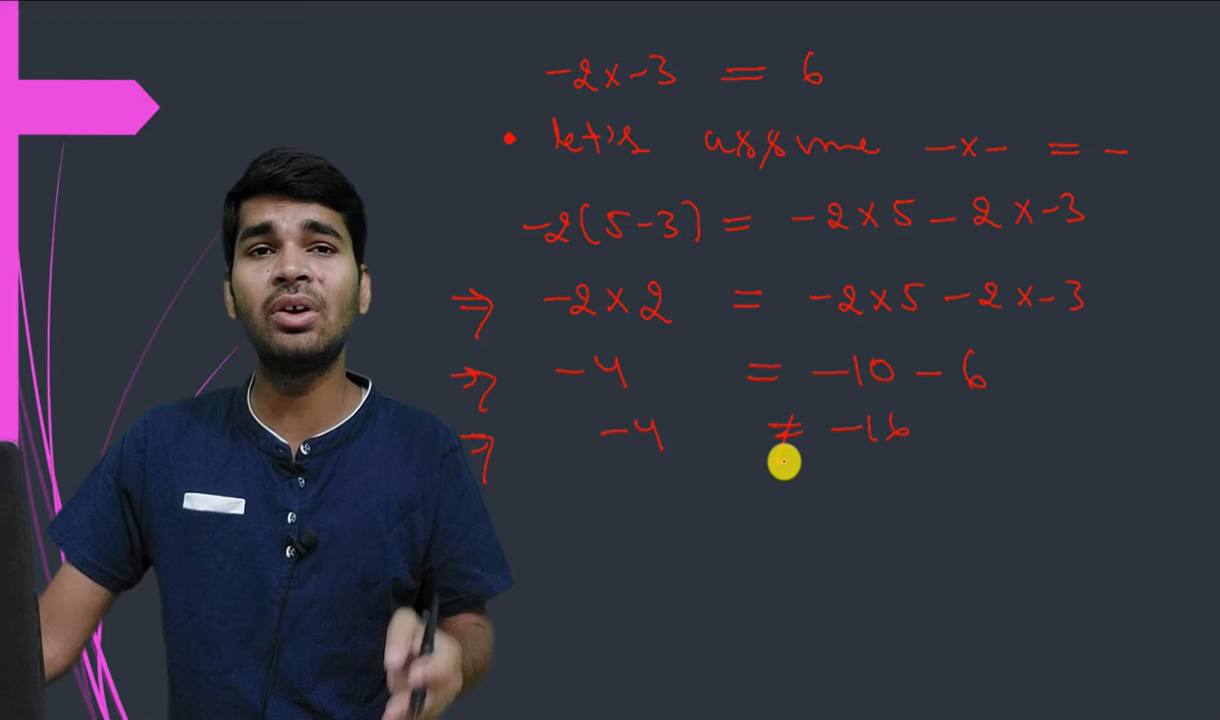 -2x-3 = 6
• let's assume -x- = -
-2(5-3) = -2x5-2x-3
⇒ -2x2 = -2x5-2x-3
⇒ -4 = -10-6
⇒ -4 ≠ -16